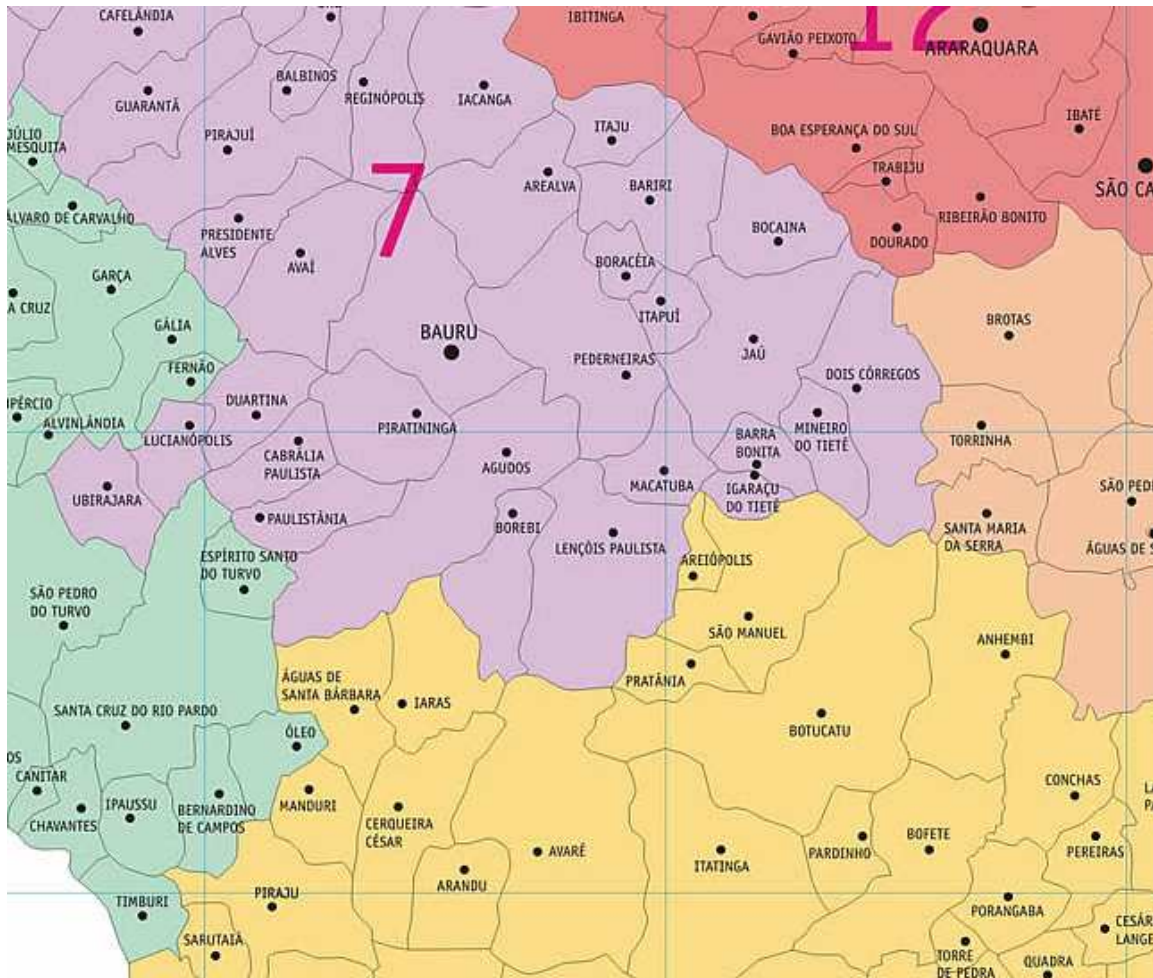 CAFELÂNDIA
IBITINGA
12
GAVIÃO PEIXOTO
ARARAQUARA
BALBINOS
REGINÓPOLIS
IACANGA
GUARANTÃ
IBATÉ
JÚLIO
MESQUITA
PIRAJUÍ
ITAJU
BOA ESPERANÇA DO SUL
TRABIJU
7
AREALVA
BARIRI
SÃO CA
ÁLVARO DE CARVALHO
RIBEIRÃO BONITO
PRESIDENTE
ALVES
BOCAINA
DOURADO
AVAÍ
BORACÉIA
GARÇA
A CRUZ
ITAPUÍ
BROTAS
GÁLIA
BAURU
JAÚ
PEDERNEIRAS
FERNÃO
DOIS CÓRREGOS
DUARTINA
UPÉRCIO
ALVINLÂNDIA
LUCIANÓPOLIS
PIRATININGA
BARRA
BONITA
MINEIRO
DO TIETÊ
TORRINHA
CABRÁLIA
PAULISTA
AGUDOS
MACATUBA
IGARAÇU
DO TIETÊ
UBIRAJARA
SÃO PED
PAULISTÂNIA
BOREBI
SANTA MARIA
DA SERRA
LENÇÓIS PAULISTA
ÁGUAS DE S
ESPÍRITO SANTO
DO TURVO
AREIÓPOLIS
SÃO PEDRO
DO TURVO
SÃO MANUEL
ANHEMBI
ÁGUAS DE
SANTA BÁRBARA
PRATÂNIA
IARAS
SANTA CRUZ DO RIO PARDO
BOTUCATU
ÓLEO
OS
CANITAR
CONCHAS
IPAUSSU
BERNARDINO
DE CAMPOS
MANDURI
LA
PA
CHAVANTES
CERQUEIRA
CÉSAR
BOFETE
AVARÉ
ITATINGA
PARDINHO
PEREIRAS
ARANDU
TIMBURI
PIRAJU
PORANGABA
SARUTAIÁ
CESÁR
LANGE
TORRE
DE PEDRA
QUADRA